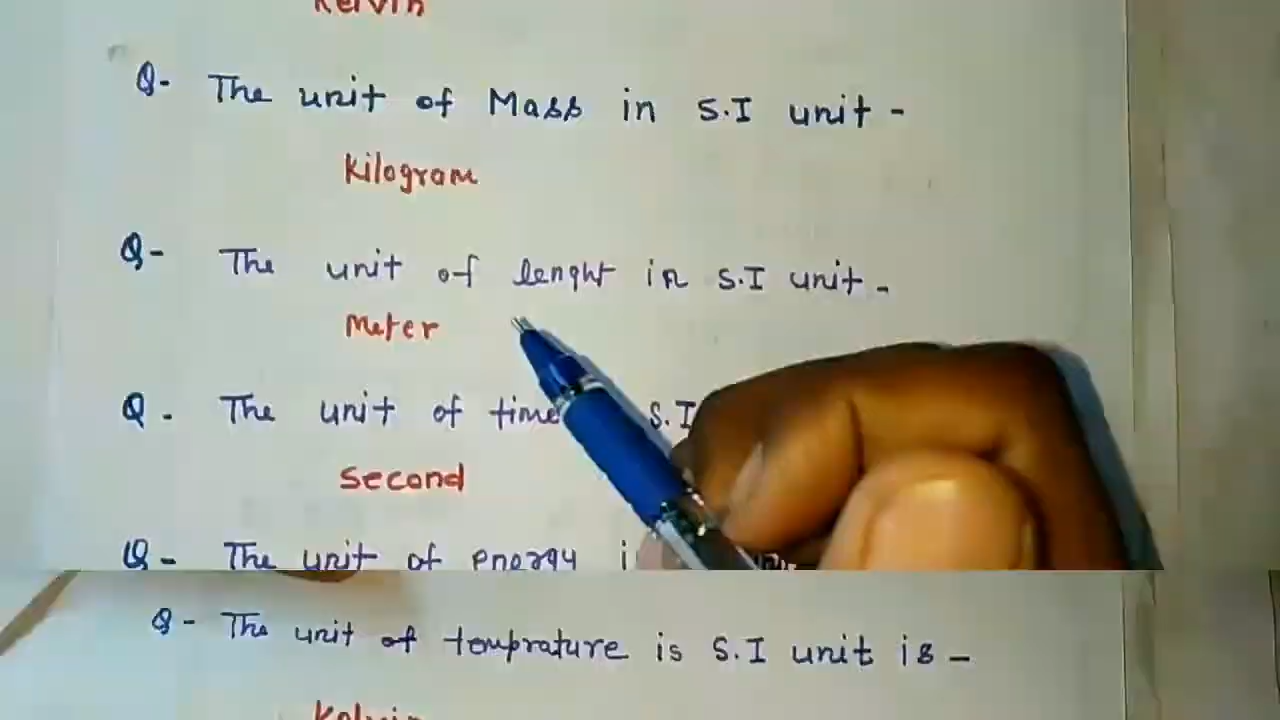 Kelvin
Q- The unit of Mass in S.I unit -
Kilogram
Q- The unit of lenght in S.I unit -
Meter
Q - The unit of time S.I
Second
Q- The unit of energy
Q- The unit of temprature is S.I unit is -
Kelvin